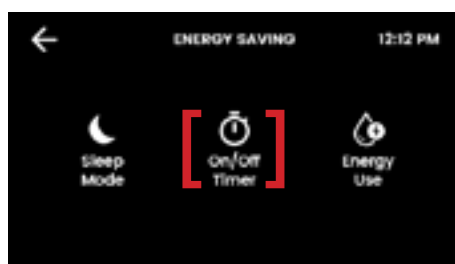 ENERGY SAVING 12:12 PM
Sleep On/Off Energy
Mode Timer Use